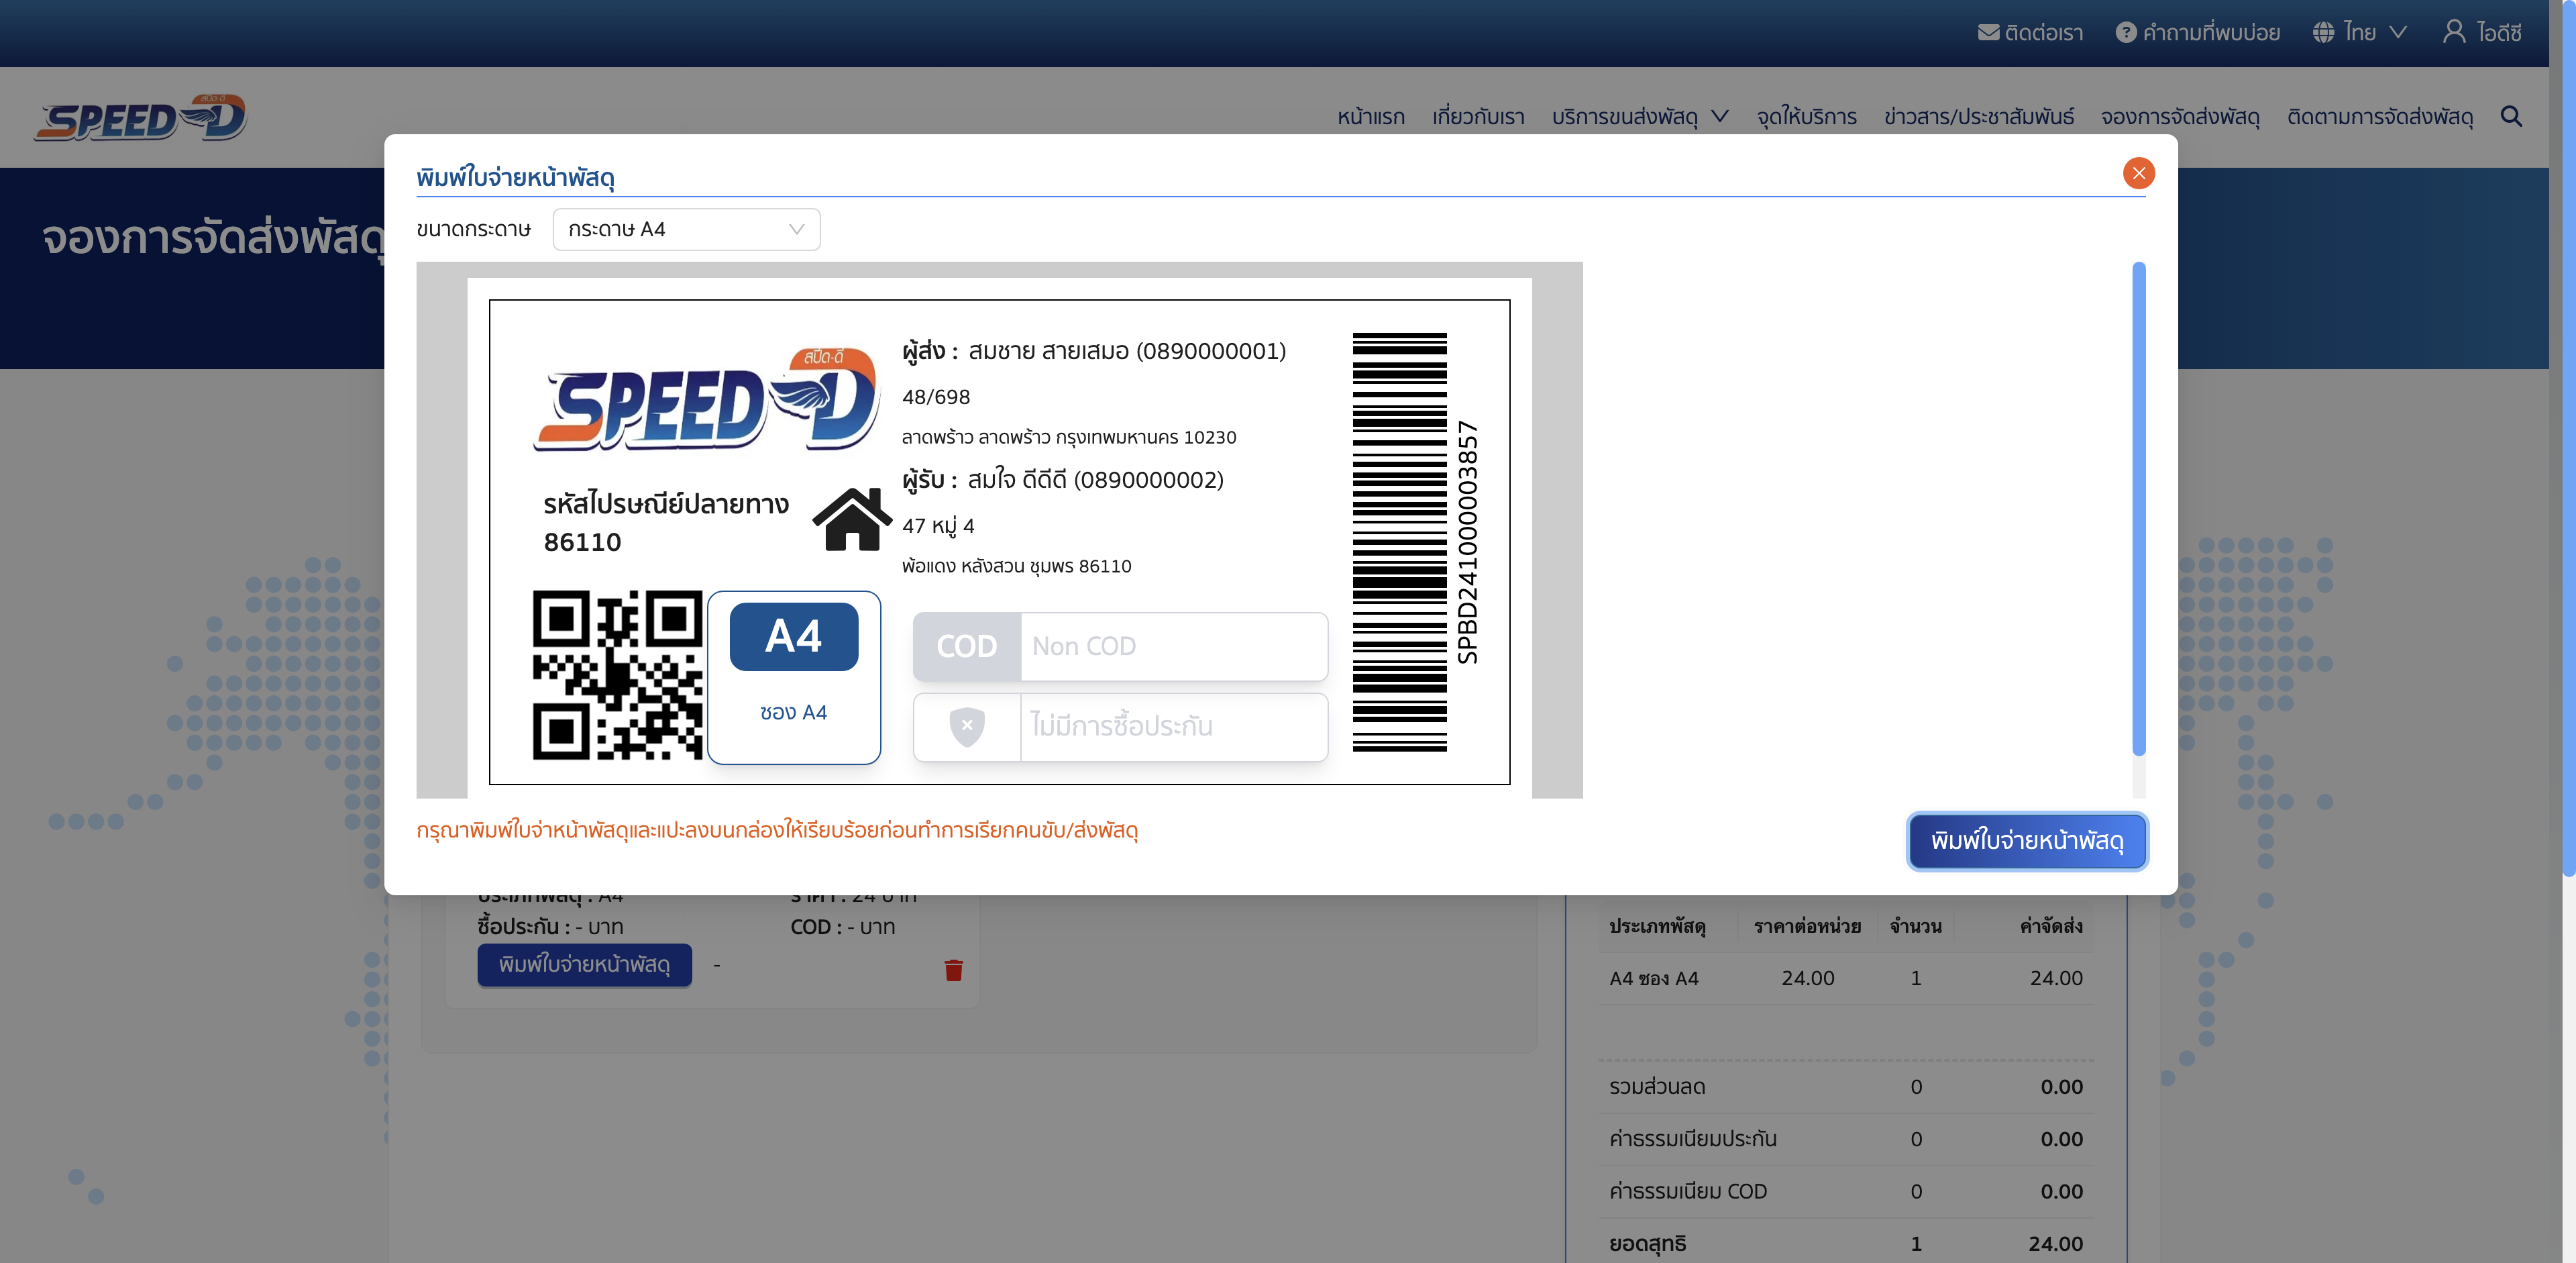 ติดต่อเรา คำถามที่พบบ่อย ไทย ไอดีซี
สปีด-ดี
SPEED-D
หน้าแรก เกี่ยวกับเรา บริการขนส่งพัสดุ จุดให้บริการ ข่าวสาร/ประชาสัมพันธ์ จองการจัดส่งพัสดุ ติดตามการจัดส่งพัสดุ
จองการจัดส่งพัสดุ
พิมพ์ใบจ่ายหน้าพัสดุ
ขนาดกระดาษ กระดาษ A4
สปีด-ดี
SPEED-D
ผู้ส่ง : สมชาย สายเสมอ (0890000001)
48/698
ลาดพร้าว ลาดพร้าว กรุงเทพมหานคร 10230
ผู้รับ : สมใจ ดีดีดี (0890000002)
47 หมู่ 4
พ้อแดง หลังสวน ชุมพร 86110
รหัสไปรษณีย์ปลายทาง
86110
A4
ซอง A4
COD Non COD
ไม่มีการซื้อประกัน
SPBD241000003857
กรุณาพิมพ์ใบจ่าหน้าพัสดุและแปะลงบนกล่องให้เรียบร้อยก่อนทำการเรียกคนขับ/ส่งพัสดุ
พิมพ์ใบจ่ายหน้าพัสดุ
ประเภทพัสดุ : A4 ราคา : 24 บาท
ซื้อประกัน : - บาท COD : - บาท
พิมพ์ใบจ่ายหน้าพัสดุ -
ประเภทพัสดุ ราคาต่อหน่วย จำนวน ค่าจัดส่ง
A4 ซอง A4 24.00 1 24.00
รวมส่วนลด 0 0.00
ค่าธรรมเนียมประกัน 0 0.00
ค่าธรรมเนียม COD 0 0.00
ยอดสุทธิ 1 24.00